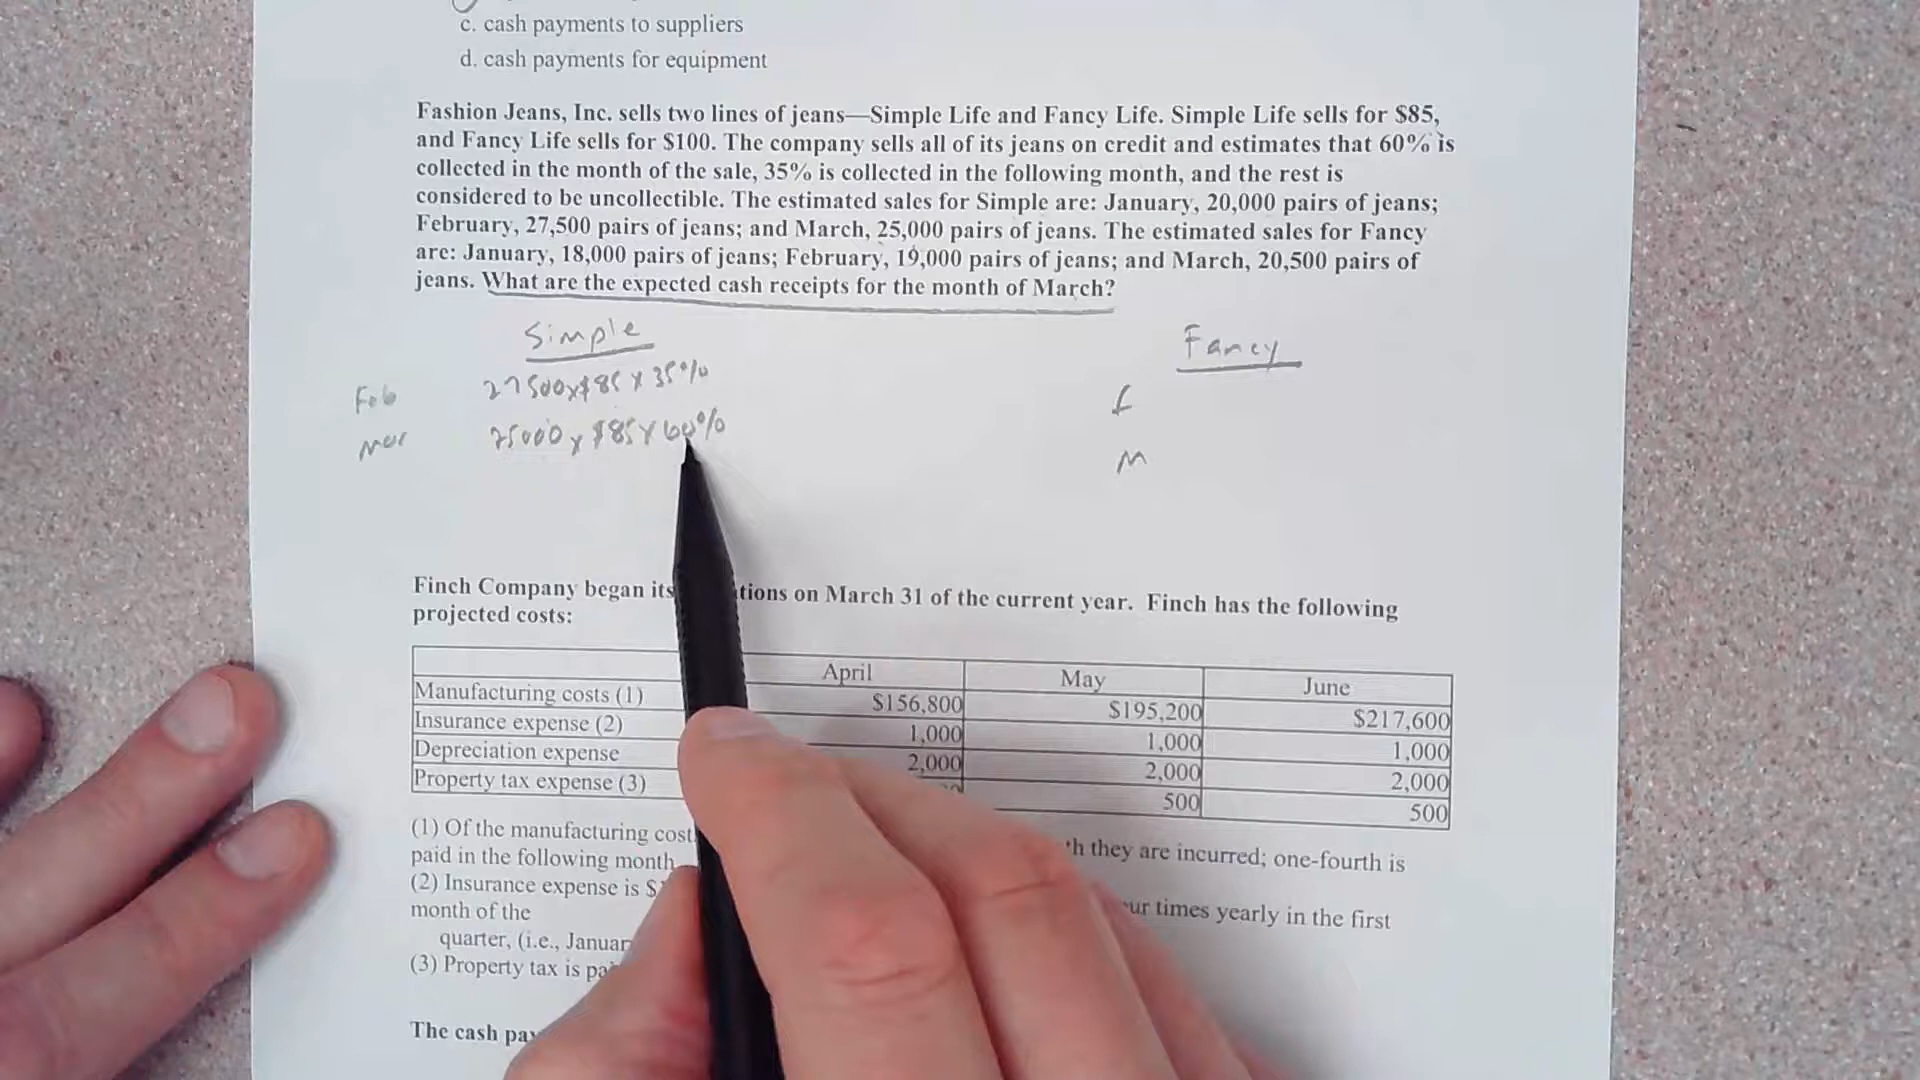 c. cash payments to suppliers
d. cash payments for equipment
Fashion Jeans, Inc. sells two lines of jeans—Simple Life and Fancy Life. Simple Life sells for $85,
and Fancy Life sells for $100. The company sells all of its jeans on credit and estimates that 60% is
collected in the month of the sale, 35% is collected in the following month, and the rest is
considered to be uncollectible. The estimated sales for Simple are: January, 20,000 pairs of jeans;
February, 27,500 pairs of jeans; and March, 25,000 pairs of jeans. The estimated sales for Fancy
are: January, 18,000 pairs of jeans; February, 19,000 pairs of jeans; and March, 20,500 pairs of
jeans. What are the expected cash receipts for the month of March?
Simple Fancy
Feb 27500x$85 x 35% f
mar 25000 x $85 x 60% M
Finch Company began its tions on March 31 of the current year. Finch has the following
projected costs:
April May June
Manufacturing costs (1) $156,800 $195,200 $217,600
Insurance expense (2) 1,000 1,000 1,000
Depreciation expense 2,000 2,000 2,000
Property tax expense (3) 500 500
(1) Of the manufacturing cost they are incurred; one-fourth is
paid in the following month
(2) Insurance expense is $ times yearly in the first
month of the
quarter, (i.e., Januar
(3) Property tax is
The cash